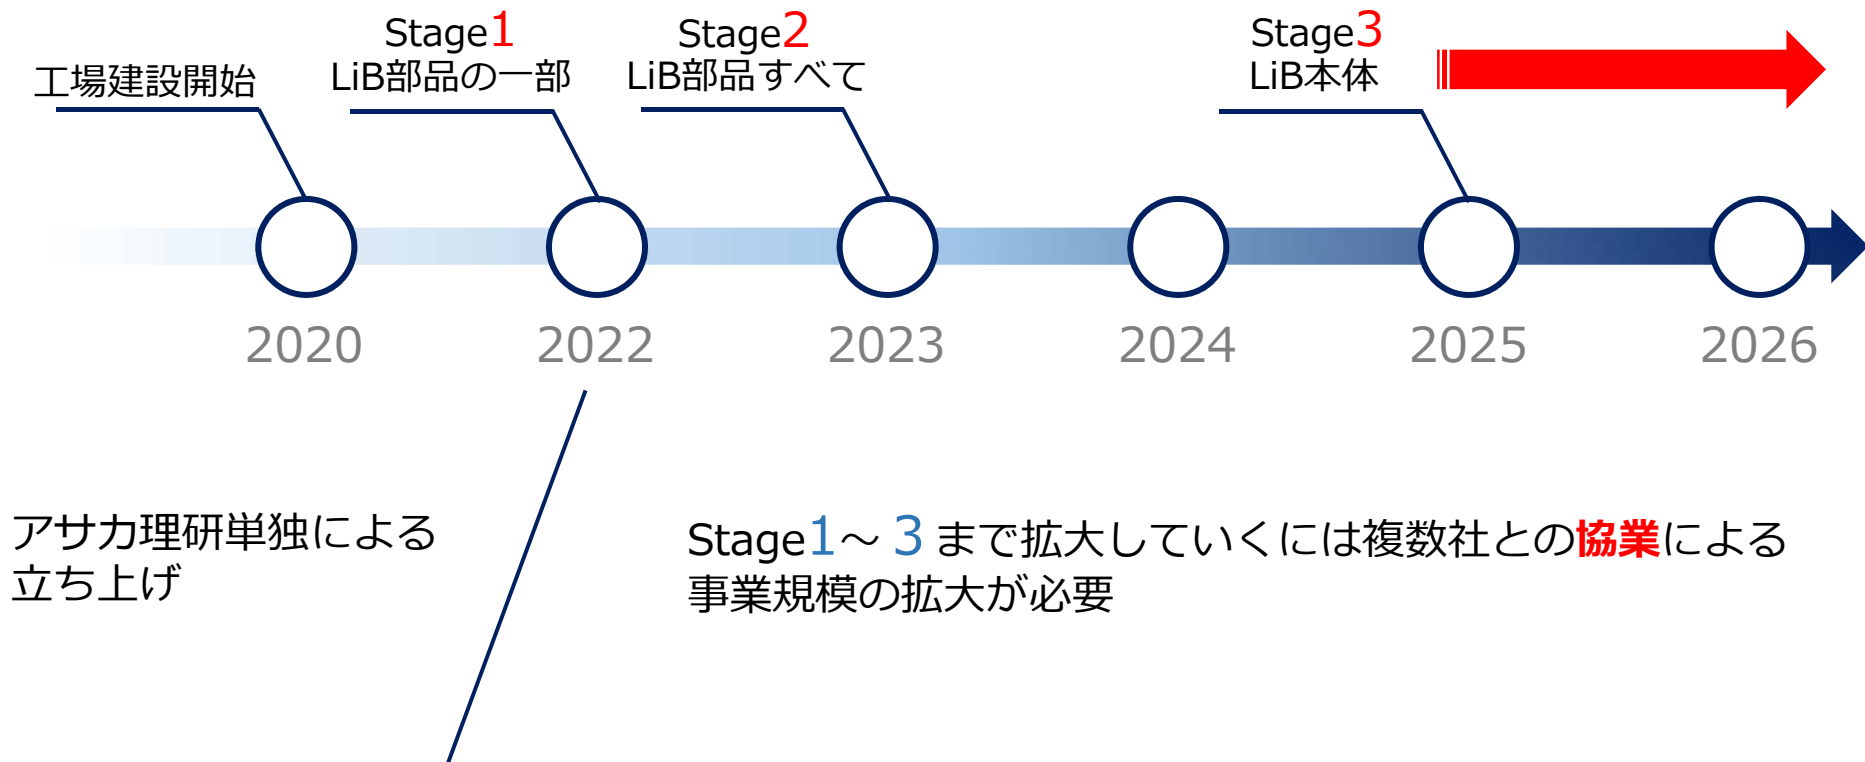 工場建設開始
Stage1
LiB部品の一部
Stage2
LiB部品すべて
Stage3
LiB本体
2020
2022
2023
2024
2025
2026
アサカ理研単独による
立ち上げ
Stage1～3まで拡大していくには複数社との協業による
事業規模の拡大が必要